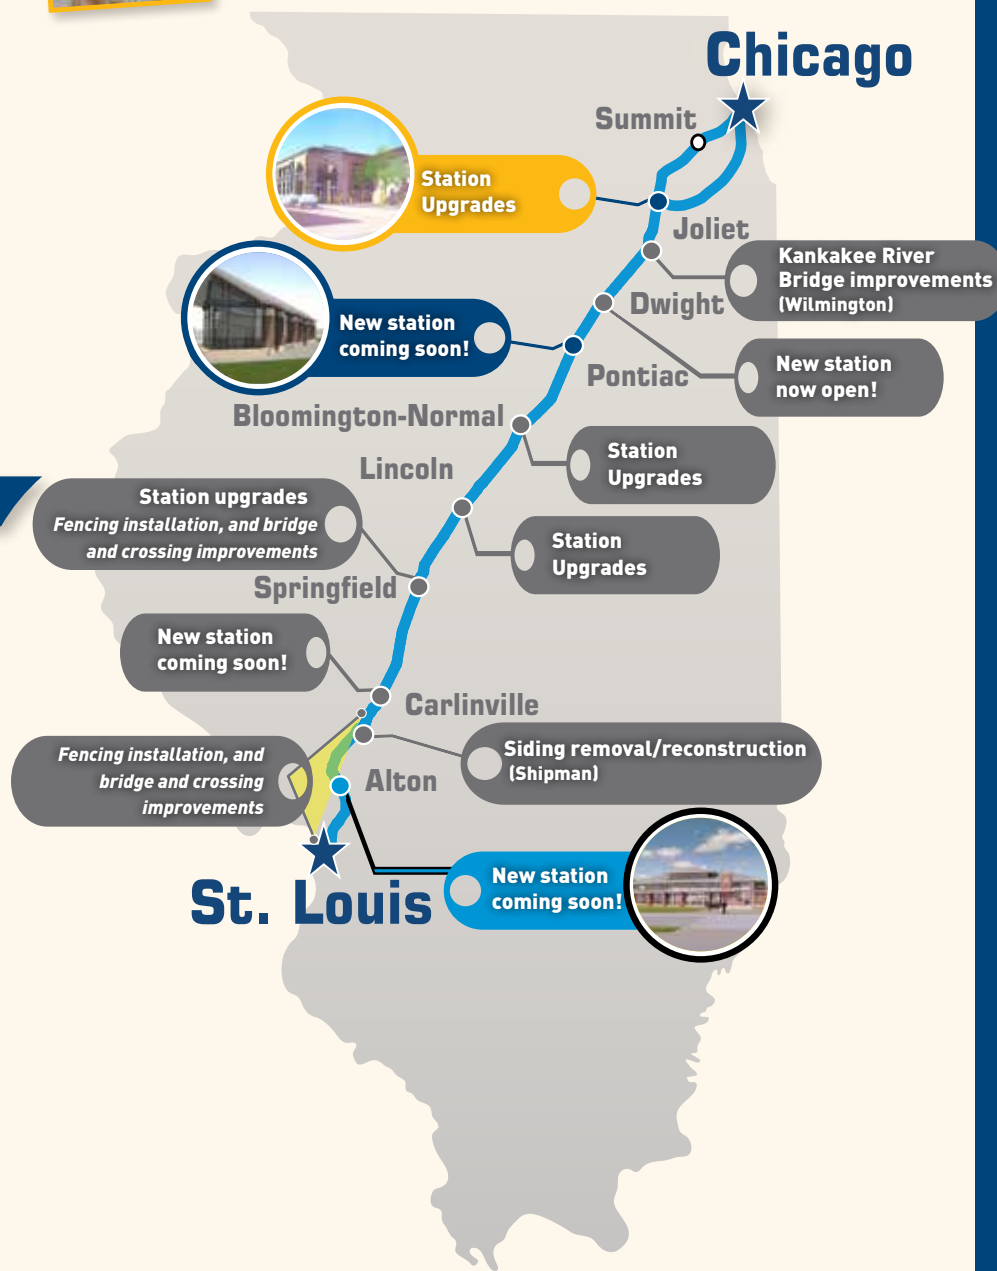 Chicago
Summit
Station
Upgrades
Joliet
Kankakee River
Bridge improvements
(Wilmington)
Dwight
New station
coming soon!
Pontiac
New station
now open!
Bloomington-Normal
Station
Upgrades
Lincoln
Station upgrades
Fencing installation, and bridge
and crossing improvements
Station
Upgrades
Springfield
New station
coming soon!
Carlinville
Fencing installation, and
bridge and crossing
improvements
Siding removal/reconstruction
(Shipman)
Alton
New station
coming soon!
St. Louis